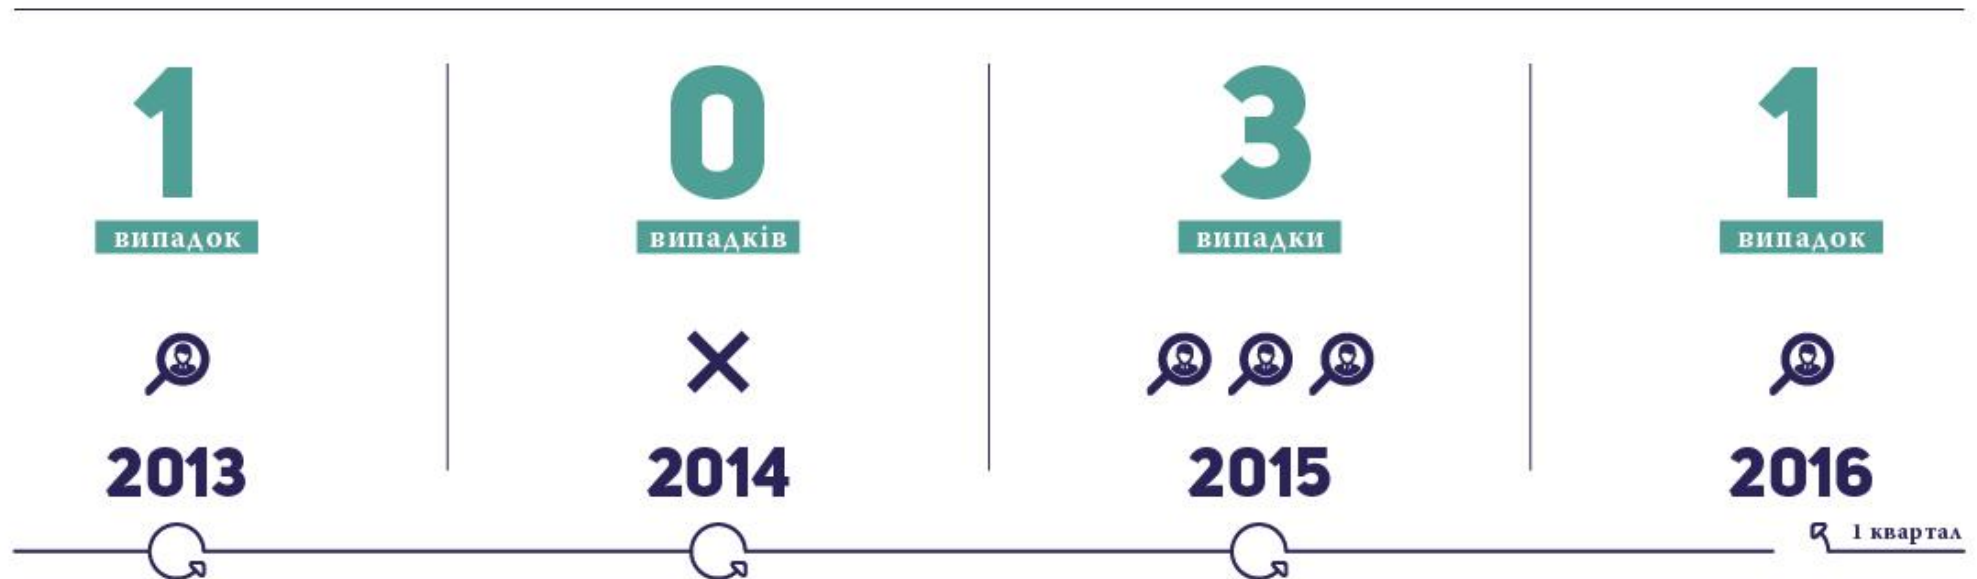 1 0 3 1
випадок випадків випадки випадок
2013 2014 2015 2016
1 квартал